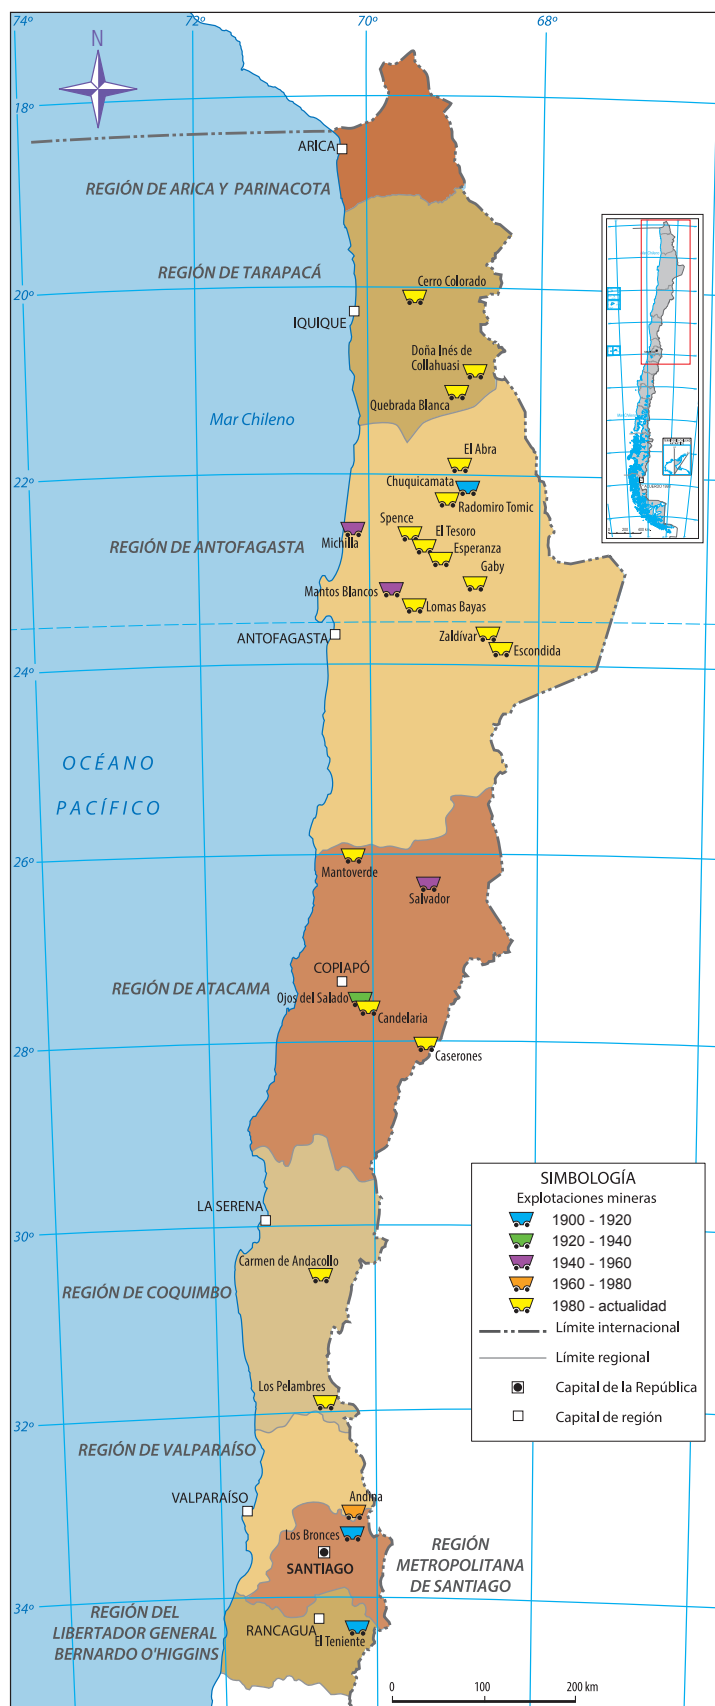 74º
72º
70º
68º
N
18º
ARICA
REGIÓN DE ARICA Y PARINACOTA
REGIÓN DE TARAPACÁ
Cerro Colorado
20º
IQUIQUE
Doña Inés de
Collahuasi
Quebrada Blanca
Mar Chileno
El Abra
22º
Chuquicamata
Radomiro Tomic
Spence
El Tesoro
Michilla
REGIÓN DE ANTOFAGASTA
Esperanza
Gaby
Mantos Blancos
Lomas Bayas
ANTOFAGASTA
Zaldívar
Escondida
24º
OCÉANO
PACÍFICO
26º
Mantoverde
Salvador
COPIAPÓ
REGIÓN DE ATACAMA
Ojos del Salado
Candelaria
28º
Caserones
LA SERENA
30º
Carmen de Andacollo
REGIÓN DE COQUIMBO
Los Pelambres
32º
REGIÓN DE VALPARAÍSO
VALPARAÍSO
Andina
Los Bronces
SANTIAGO
REGIÓN
METROPOLITANA
DE SANTIAGO
34º
REGIÓN DEL
LIBERTADOR GENERAL
BERNARDO O'HIGGINS
RANCAGUA
El Teniente
SIMBOLOGÍA
Explotaciones mineras
1900 - 1920
1920 - 1940
1940 - 1960
1960 - 1980
1980 - actualidad
Límite internacional
Límite regional
Capital de la República
Capital de región
0 100 200 km